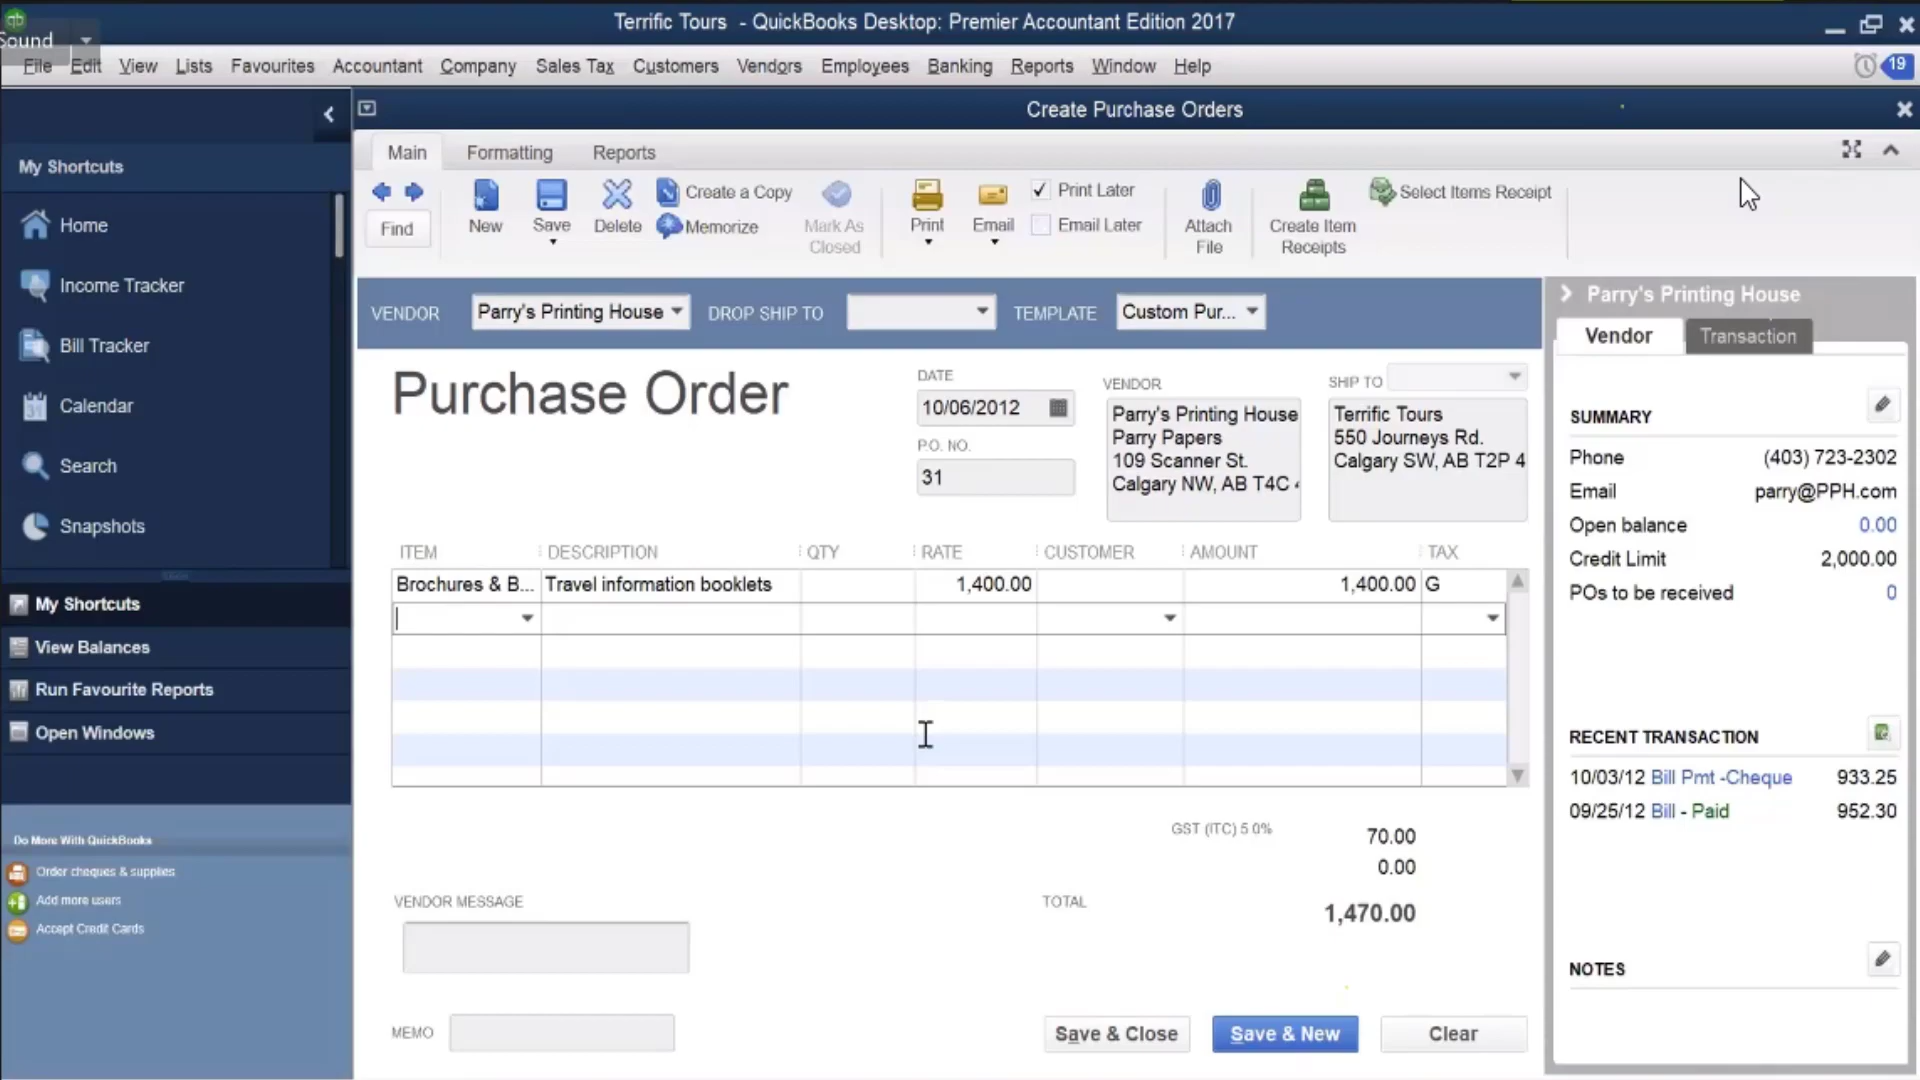 Terrific Tours - QuickBooks Desktop: Premier Accountant Edition 2017
qb
Sound
File Edit View Lists Favourites Accountant Company Sales Tax Customers Vendors Employees Banking Reports Window Help
19
Create Purchase Orders
My Shortcuts
Home
Income Tracker
Bill Tracker
Calendar
Search
Snapshots
My Shortcuts
View Balances
Run Favourite Reports
Open Windows
Do More With QuickBooks
Order cheques & supplies
Add more users
Accept Credit Cards
Main Formatting Reports
Find
New
Save
Delete
Create a Copy
Memorize
Mark As
Closed
Print
Email
Print Later
Email Later
Attach
File
Create Item
Receipts
Select Items Receipt
VENDOR Parry's Printing House DROP SHIP TO TEMPLATE Custom Pur...
Purchase Order
DATE
10/06/2012
P.O. NO.
31
VENDOR
Parry's Printing House
Parry Papers
109 Scanner St.
Calgary NW, AB T4C
SHIP TO
Terrific Tours
550 Journeys Rd.
Calgary SW, AB T2P 4
ITEM DESCRIPTION QTY RATE CUSTOMER AMOUNT TAX
Brochures & B... Travel information booklets 1,400.00 1,400.00 G
GST (ITC) 5.0% 70.00
0.00
VENDOR MESSAGE
TOTAL 1,470.00
MEMO
Save & Close Save & New Clear
Parry's Printing House
Vendor Transaction
SUMMARY
Phone (403) 723-2302
Email parry@PPH.com
Open balance 0.00
Credit Limit 2,000.00
POs to be received 0
RECENT TRANSACTION
10/03/12 Bill Pmt -Cheque 933.25
09/25/12 Bill - Paid 952.30
NOTES